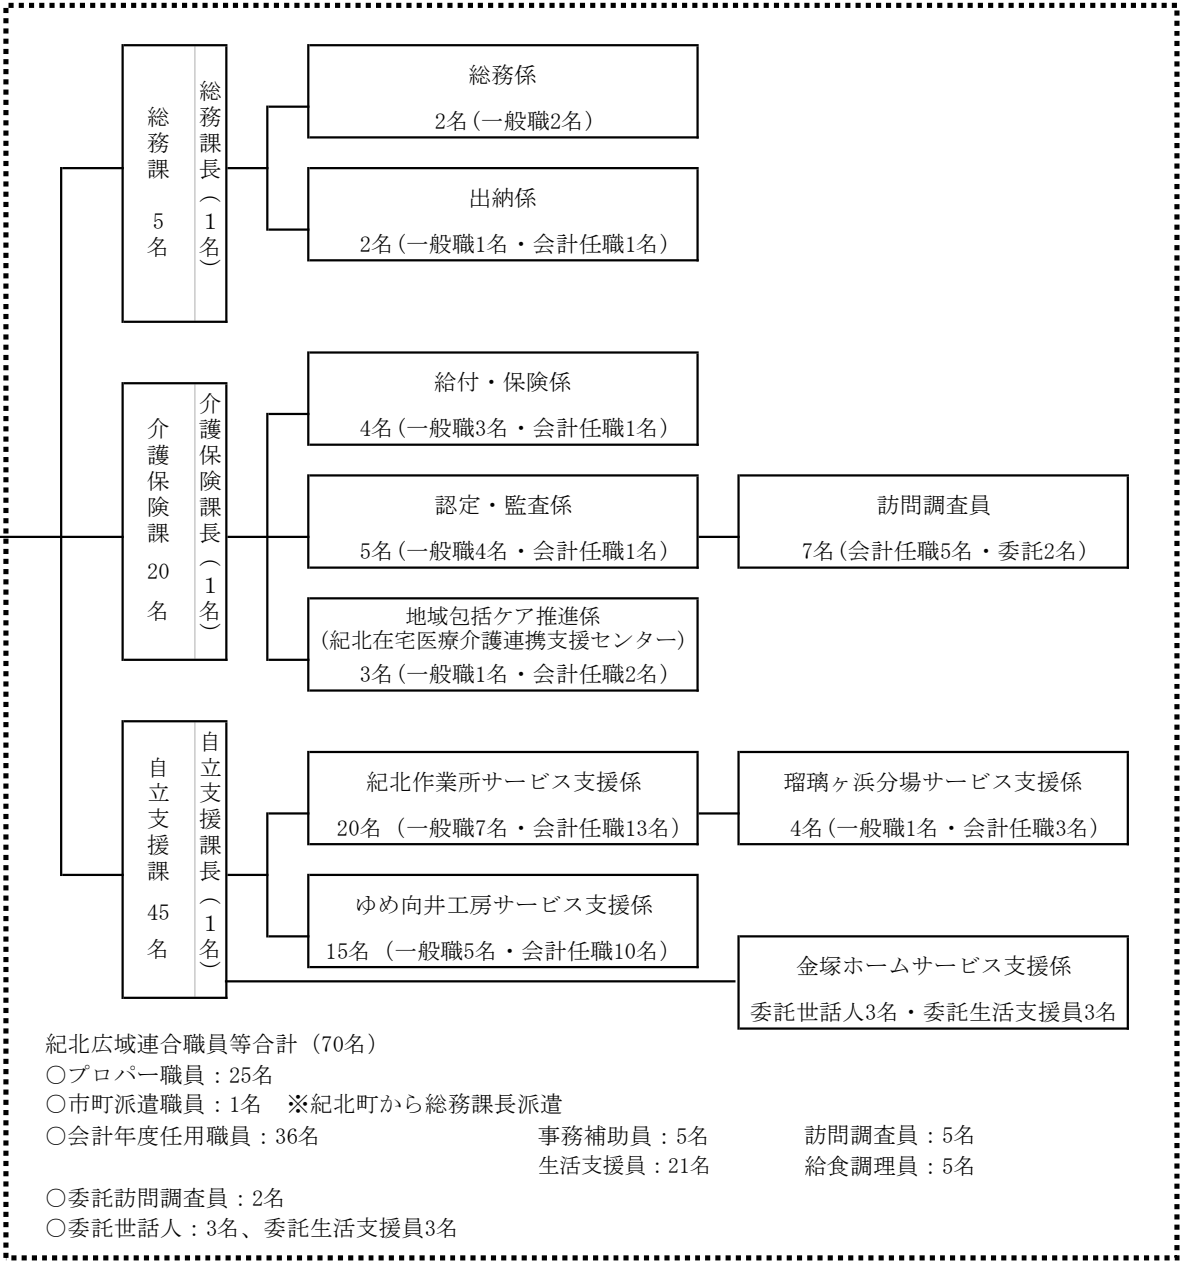 総務課 5名
総務課長(1名)
総務係
2名(一般職2名)
出納係
2名(一般職1名・会計任職1名)
介護保険課 20名
介護保険課長(1名)
給付・保険係
4名(一般職3名・会計任職1名)
認定・監査係
5名(一般職4名・会計任職1名)
訪問調査員
7名(会計任職5名・委託2名)
地域包括ケア推進係
(紀北在宅医療介護連携支援センター)
3名(一般職1名・会計任職2名)
自立支援課 45名
自立支援課長(1名)
紀北作業所サービス支援係
20名(一般職7名・会計任職13名)
瑠璃ヶ浜分場サービス支援係
4名(一般職1名・会計任職3名)
ゆめ向井工房サービス支援係
15名(一般職5名・会計任職10名)
金塚ホームサービス支援係
委託世話人3名・委託生活支援員3名
紀北広域連合職員等合計(70名)
○プロパー職員:25名
○市町派遣職員:1名 ※紀北町から総務課長派遣
○会計年度任用職員:36名 事務補助員:5名 訪問調査員:5名
生活支援員:21名 給食調理員:5名
○委託訪問調査員:2名
○委託世話人:3名、委託生活支援員3名